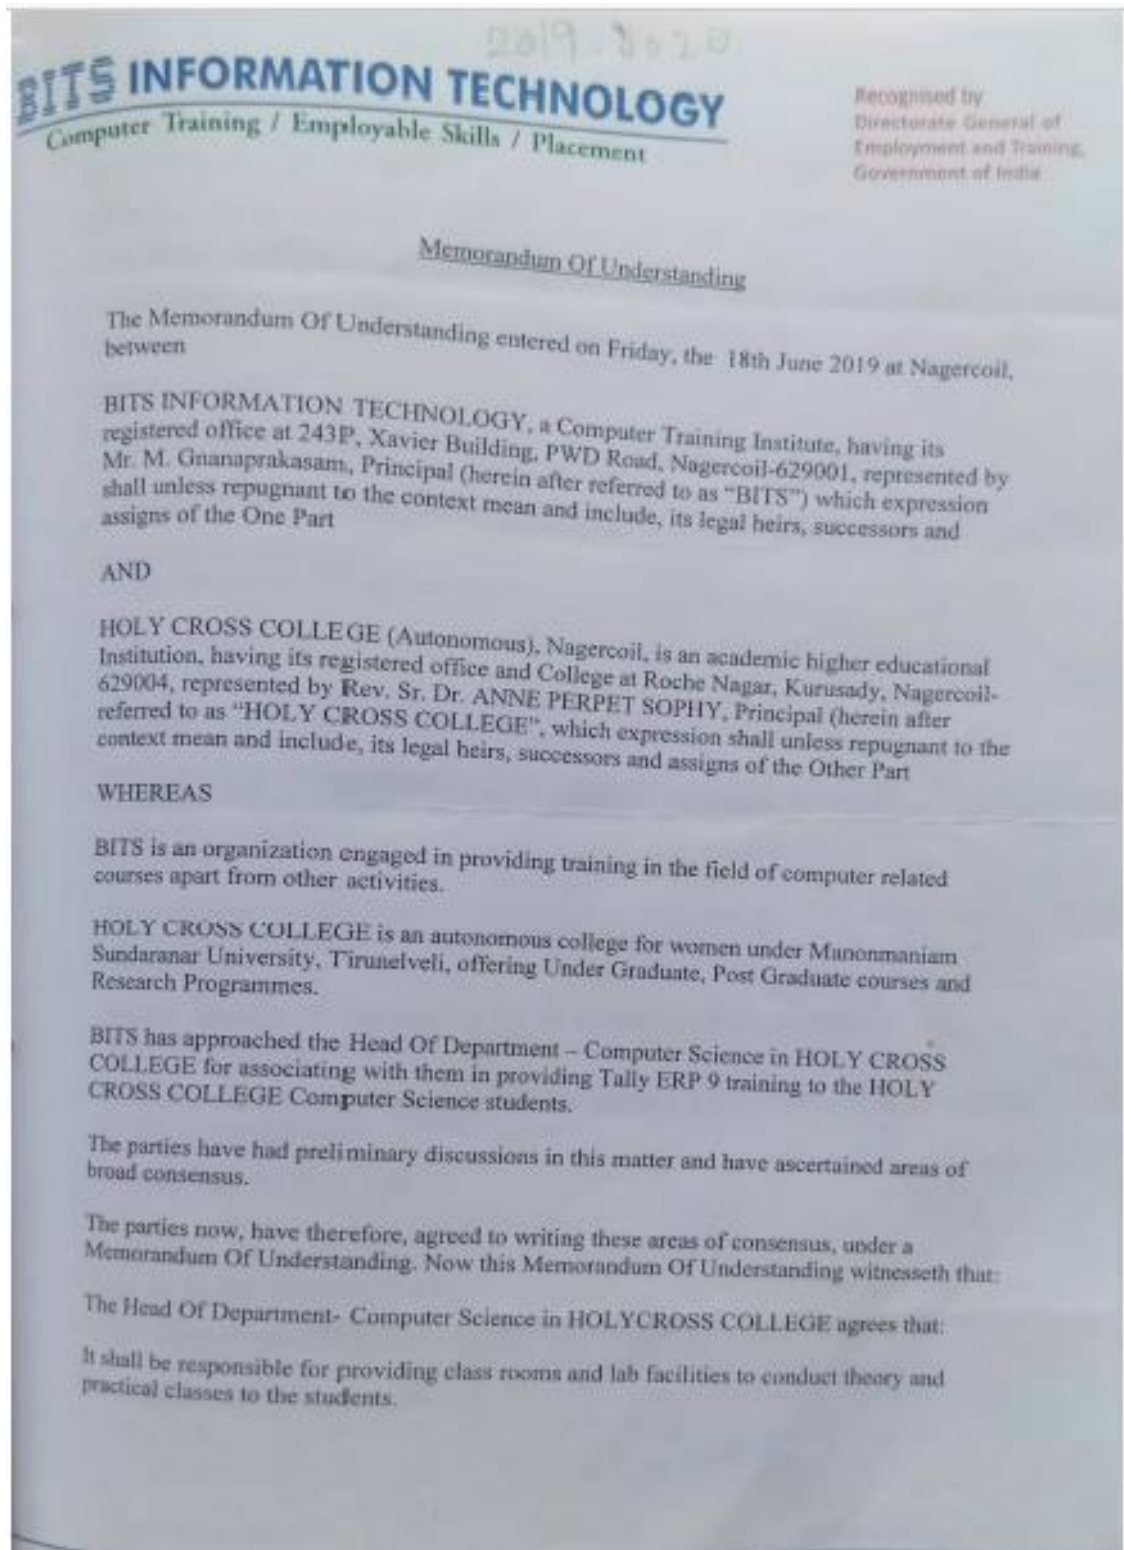 2019-2020
BITS INFORMATION TECHNOLOGY
Computer Training / Employable Skills / Placement
Recognised by
Directorate General of
Employment and Training,
Government of India
Memorandum Of Understanding
The Memorandum Of Understanding entered on Friday, the 18th June 2019 at Nagercoil,
between
BITS INFORMATION TECHNOLOGY, a Computer Training Institute, having its
registered office at 243P, Xavier Building, PWD Road, Nagercoil-629001, represented by
Mr. M. Gnanaprakasam, Principal (herein after referred to as “BITS”) which expression
shall unless repugnant to the context mean and include, its legal heirs, successors and
assigns of the One Part
AND
HOLY CROSS COLLEGE (Autonomous), Nagercoil, is an academic higher educational
Institution, having its registered office and College at Roche Nagar, Kurusady, Nagercoil-
629004, represented by Rev. Sr. Dr. ANNE PERPET SOPHY, Principal (herein after
referred to as “HOLY CROSS COLLEGE”, which expression shall unless repugnant to the
context mean and include, its legal heirs, successors and assigns of the Other Part
WHEREAS
BITS is an organization engaged in providing training in the field of computer related
courses apart from other activities.
HOLY CROSS COLLEGE is an autonomous college for women under Manonmaniam
Sundaranar University, Tirunelveli, offering Under Graduate, Post Graduate courses and
Research Programmes.
BITS has approached the Head Of Department – Computer Science in HOLY CROSS
COLLEGE for associating with them in providing Tally ERP 9 training to the HOLY
CROSS COLLEGE Computer Science students.
The parties have had preliminary discussions in this matter and have ascertained areas of
broad consensus.
The parties now, have therefore, agreed to writing these areas of consensus, under a
Memorandum Of Understanding. Now this Memorandum Of Understanding witnesseth that:
The Head Of Department- Computer Science in HOLYCROSS COLLEGE agrees that:
It shall be responsible for providing class rooms and lab facilities to conduct theory and
practical classes to the students.